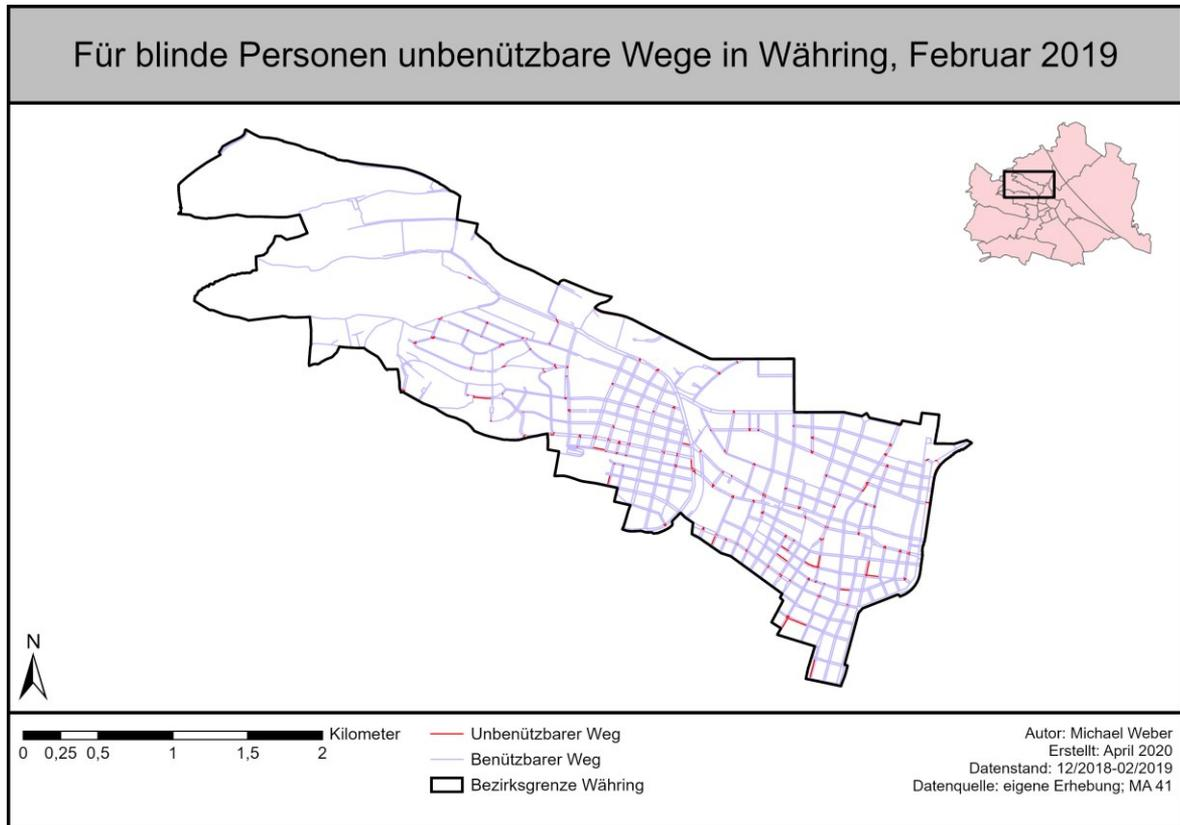 Für blinde Personen unbenützbare Wege in Währing, Februar 2019
N
Kilometer
0 0,25 0,5 1 1,5 2
Unbenützbarer Weg
Benützbarer Weg
Bezirksgrenze Währing
Autor: Michael Weber
Erstellt: April 2020
Datenstand: 12/2018-02/2019
Datenquelle: eigene Erhebung; MA 41